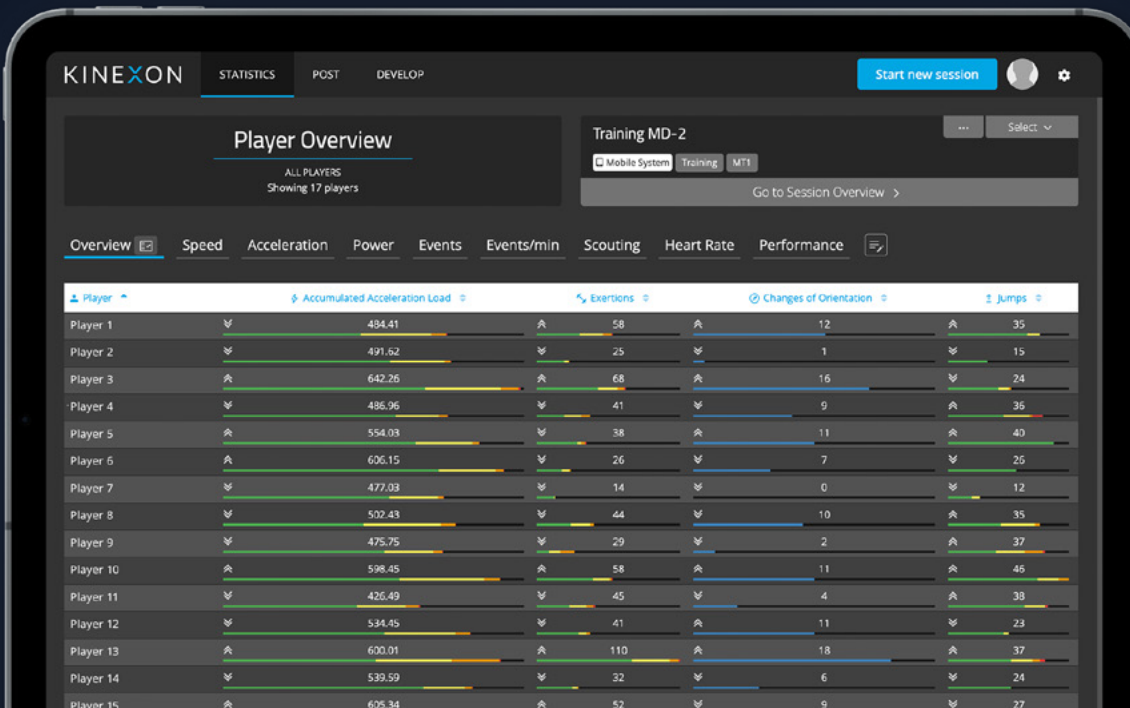 KINEXON STATISTICS POST DEVELOP Start new session
Player Overview
ALL PLAYERS
Showing 17 players
Training MD-2 ... Select
Mobile System Training MT1
Go to Session Overview >
Overview Speed Acceleration Power Events Events/min Scouting Heart Rate Performance
Player Accumulated Acceleration Load Exertions Changes of Orientation Jumps
Player 1 484.41 58 12 35
Player 2 491.62 25 1 15
Player 3 642.26 68 16 24
Player 4 486.96 41 9 36
Player 5 554.03 38 11 40
Player 6 606.15 26 7 26
Player 7 477.03 14 0 12
Player 8 502.43 44 10 35
Player 9 475.75 29 2 37
Player 10 598.45 58 11 46
Player 11 426.49 45 4 38
Player 12 534.45 41 11 23
Player 13 600.01 110 18 37
Player 14 539.59 32 6 24
Player 15 605.34 52 9 27